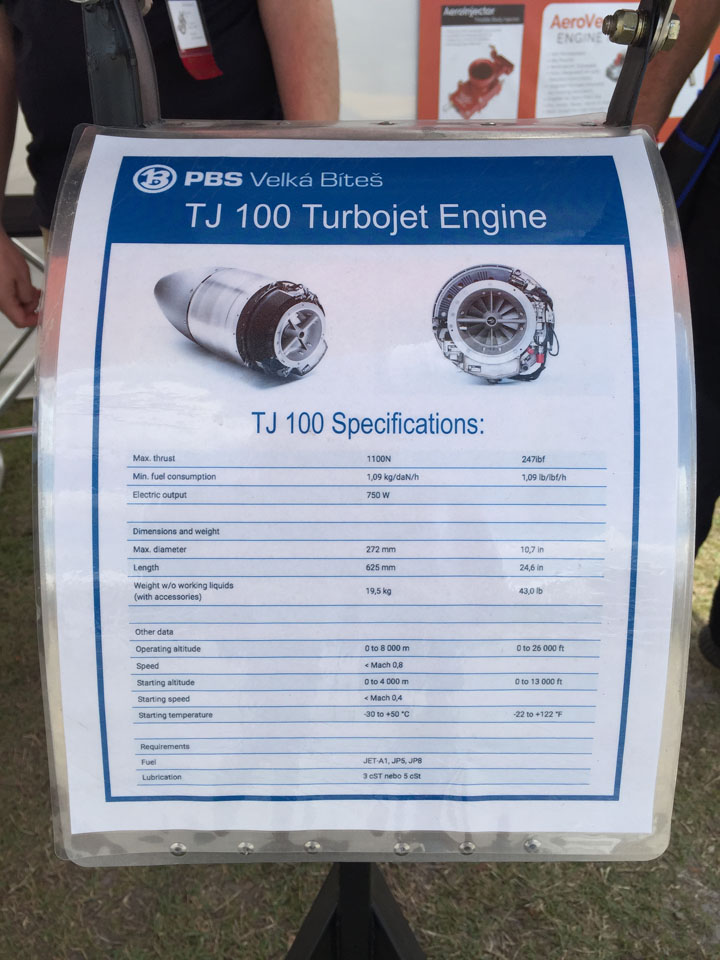 AeroInjector
AeroVe
ENGINE
PBS Velká Bíteš
TJ 100 Turbojet Engine
TJ 100 Specifications:
Max. thrust 1100N 247lbf
Min. fuel consumption 1,09 kg/daN/h 1,09 lb/lbf/h
Electric output 750 W
Dimensions and weight
Max. diameter 272 mm 10,7 in
Length 625 mm 24,6 in
Weight w/o working liquids
(with accessories) 19,5 kg 43,0 lb
Other data
Operating altitude 0 to 8 000 m 0 to 26 000 ft
Speed < Mach 0,8
Starting altitude 0 to 4 000 m 0 to 13 000 ft
Starting speed < Mach 0,4
Starting temperature -30 to +50 °C -22 to +122 °F
Requirements
Fuel JET-A1, JP5, JP8
Lubrication 3 cST nebo 5 cSt